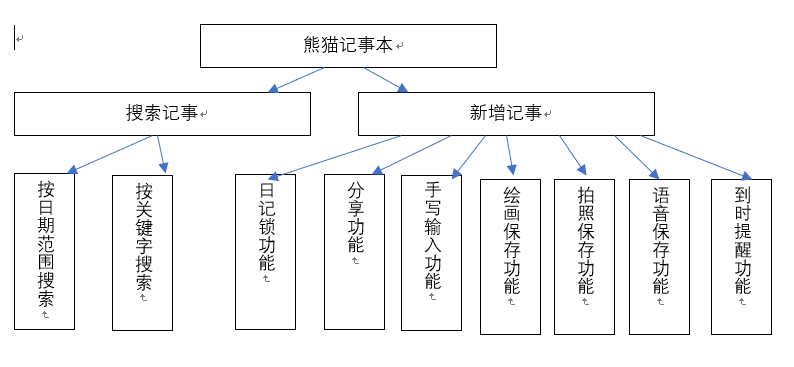 熊猫记事本
搜索记事
新增记事
按日期范围搜索
按关键字搜索
日记锁功能
分享功能
手写输入功能
绘画保存功能
拍照保存功能
语音保存功能
到时提醒功能